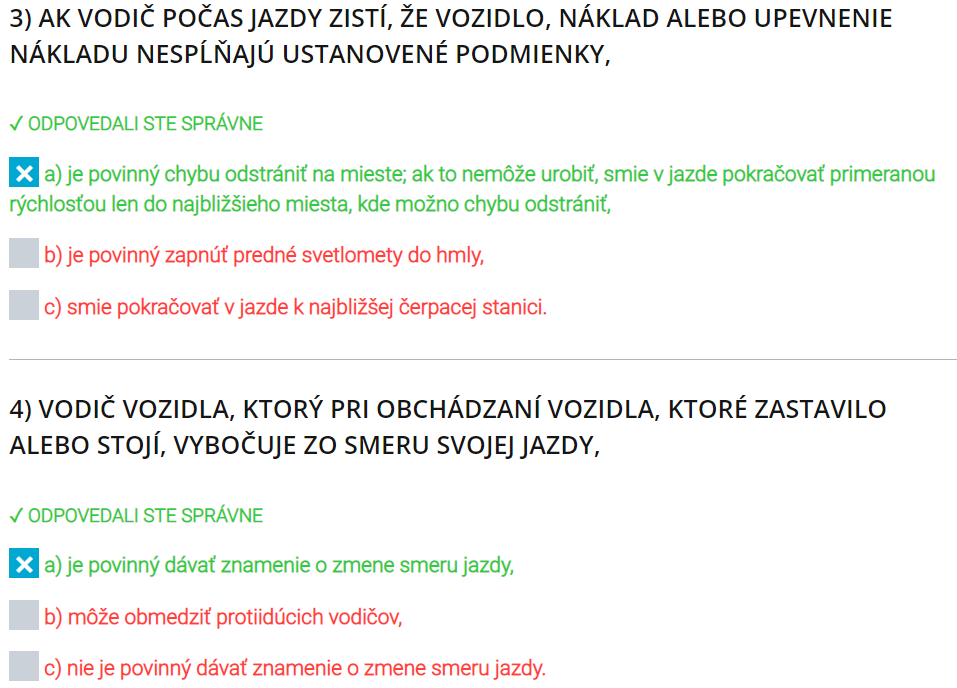 3) AK VODIČ POČAS JAZDY ZISTÍ, ŽE VOZIDLO, NÁKLAD ALEBO UPEVNENIE
NÁKLADU NESPĹŇAJÚ USTANOVENÉ PODMIENKY,
✓ ODPOVEDALI STE SPRÁVNE
a) je povinný chybu odstrániť na mieste; ak to nemôže urobiť, smie v jazde pokračovať primeranou
rýchlosťou len do najbližšieho miesta, kde možno chybu odstrániť,
b) je povinný zapnúť predné svetlomety do hmly,
c) smie pokračovať v jazde k najbližšej čerpacej stanici.
4) VODIČ VOZIDLA, KTORÝ PRI OBCHÁDZANÍ VOZIDLA, KTORÉ ZASTAVILO
ALEBO STOJÍ, VYBOČUJE ZO SMERU SVOJEJ JAZDY,
✓ ODPOVEDALI STE SPRÁVNE
a) je povinný dávať znamenie o zmene smeru jazdy,
b) môže obmedziť protiidúcich vodičov,
c) nie je povinný dávať znamenie o zmene smeru jazdy.